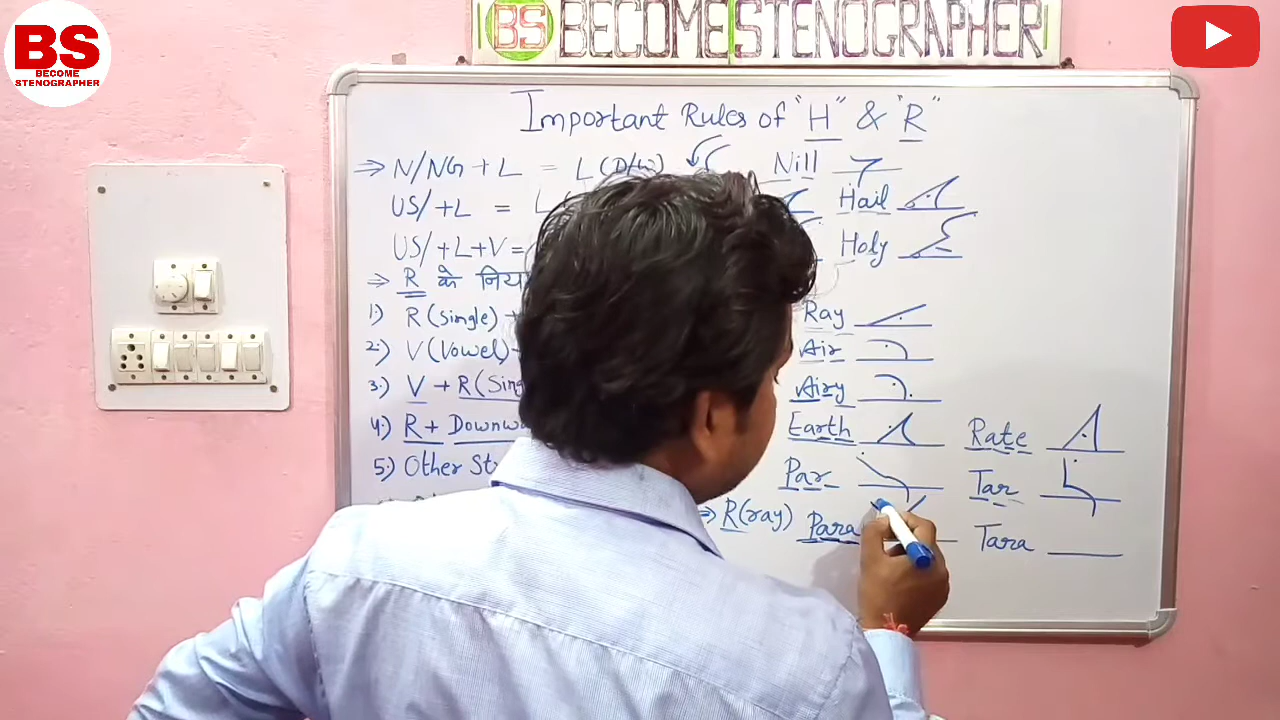 BS BECOME STENOGRAPHER
BS
BECOME
STENOGRAPHER
Important Rules of "H" & "R"
⇒ N/NG + L = L (D/w) Nill
US/ + L = L Hail
US/ + L + V = Holy
⇒ R के
1.) R (single) + Ray
2.) V (Vowel) + Air
3.) V + R (Sing Airy
4.) R + Downw Earth Rate
5.) Other St Par Tar
⇒ R (ray) Para Tara